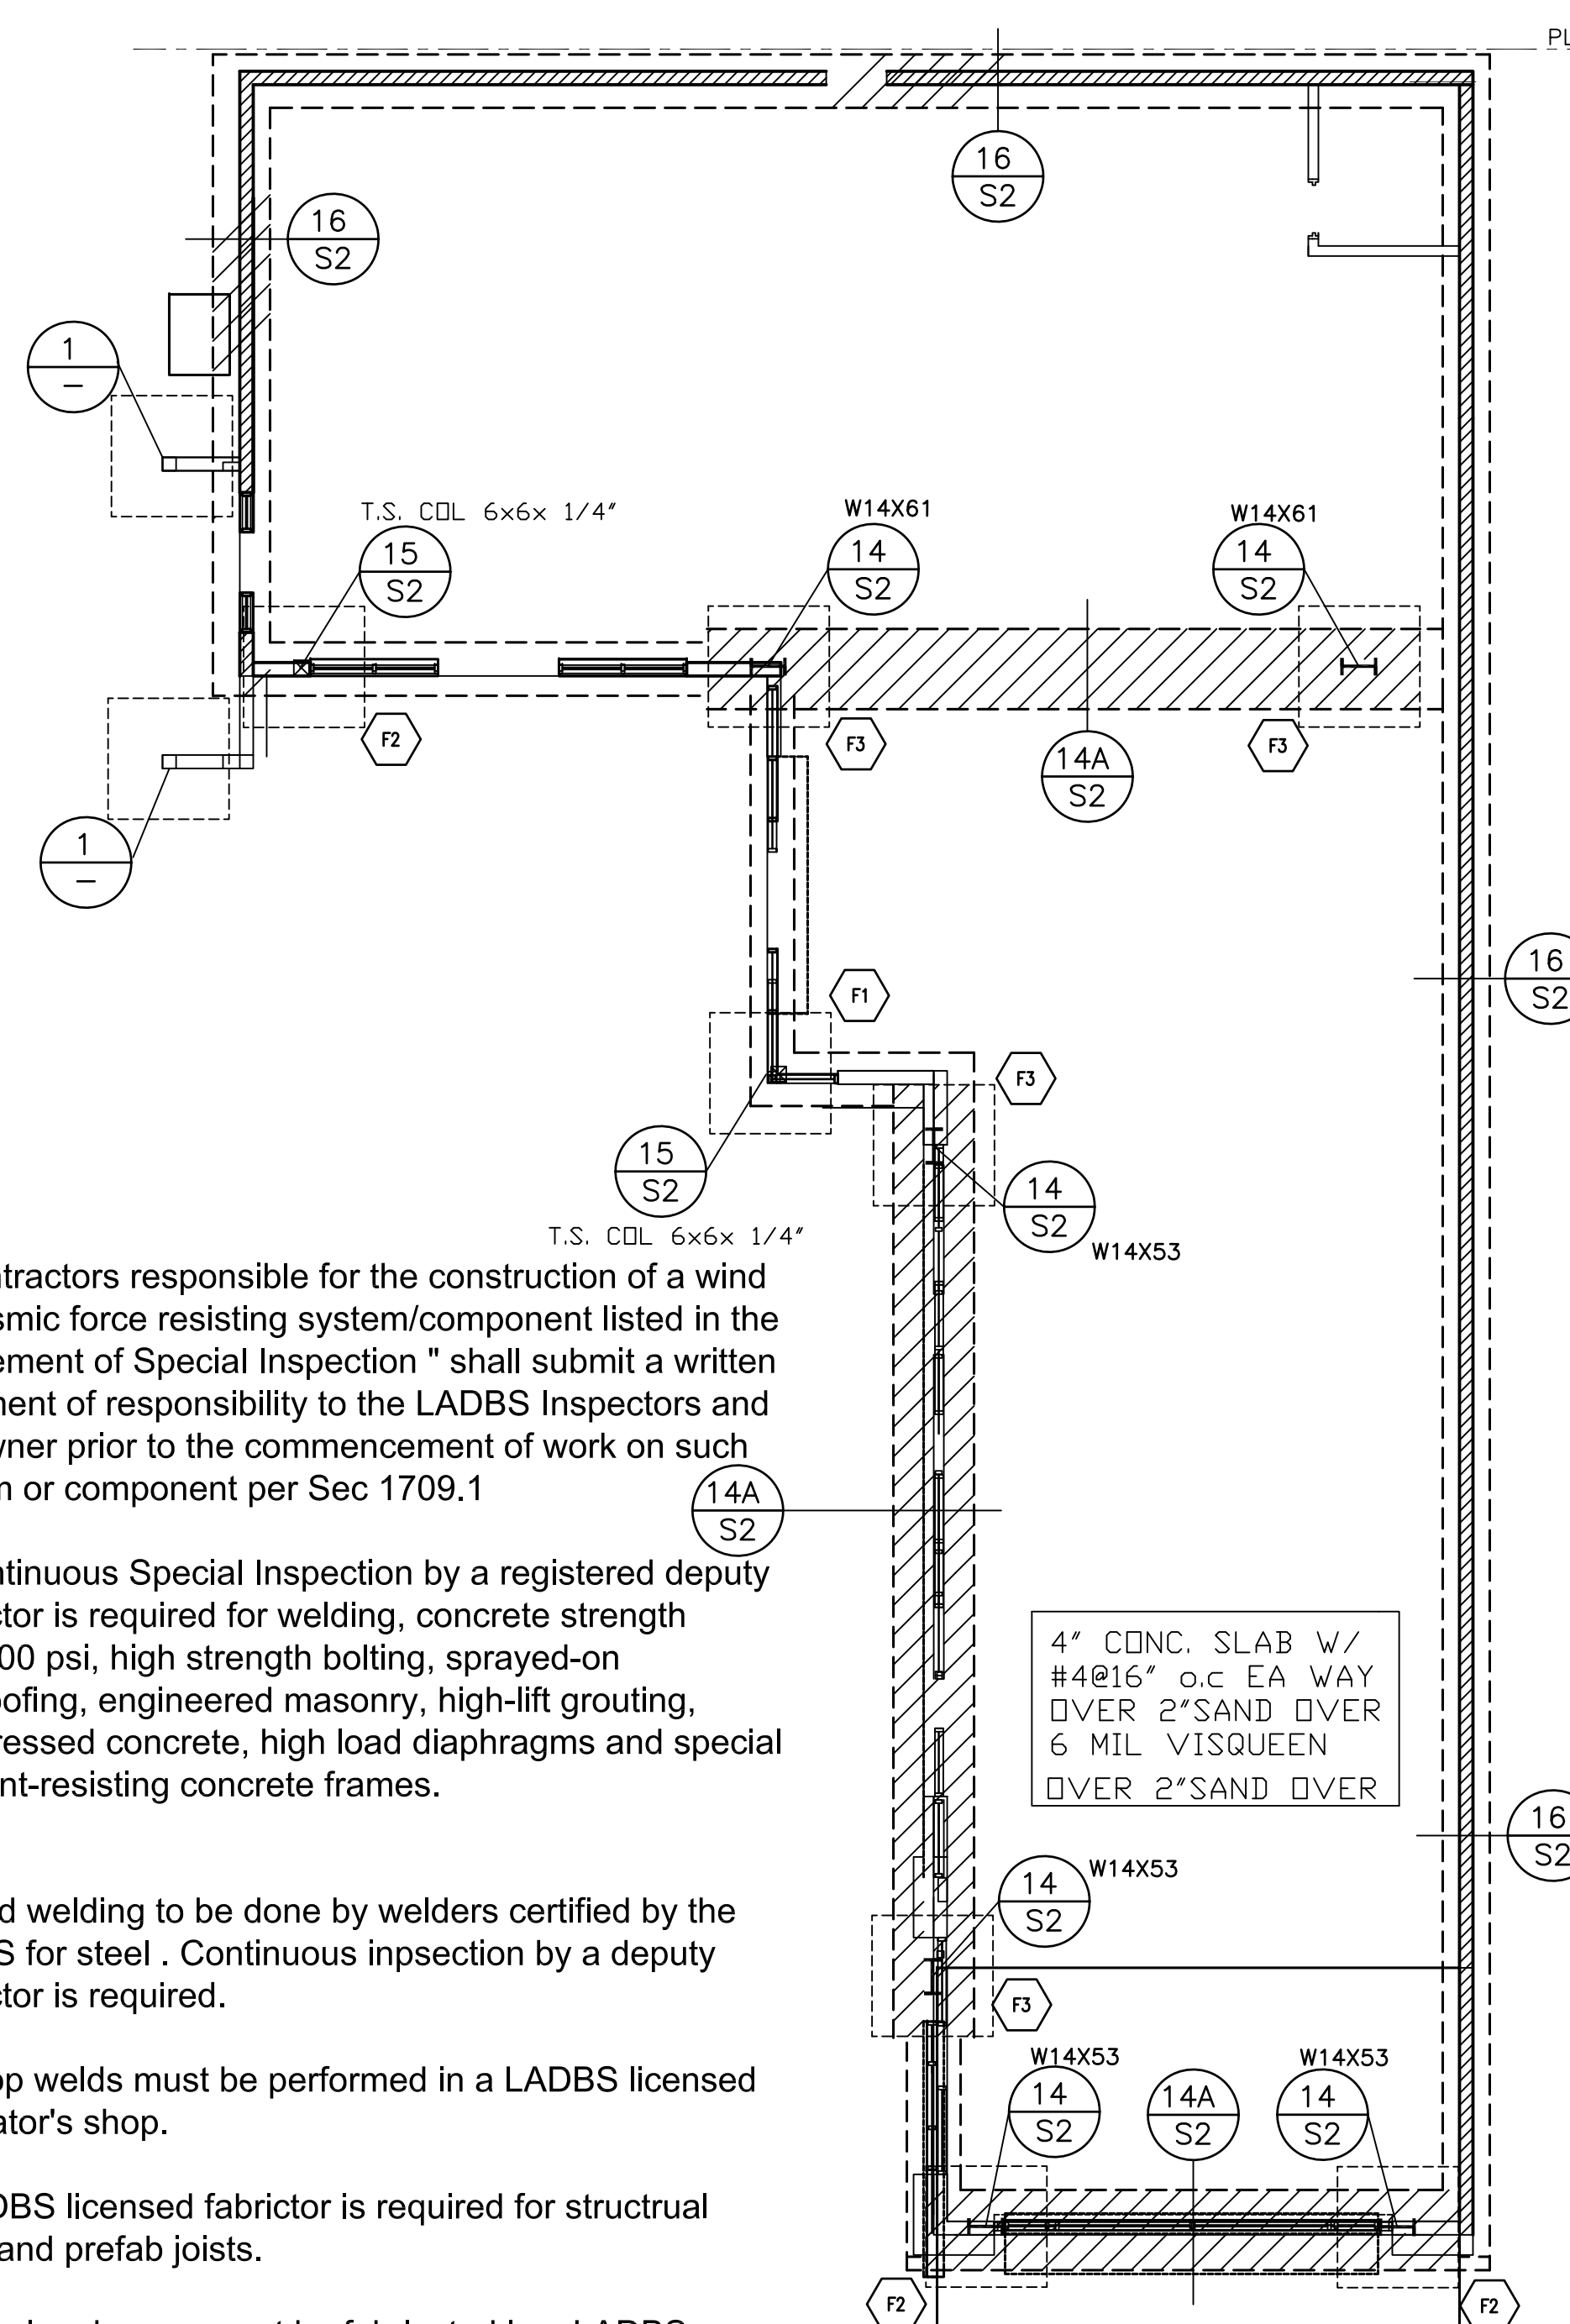 PL
16
S2
16
S2
1
–
T.S. COL 6x6x 1/4"
15
S2
W14X61
14
S2
W14X61
14
S2
F2
F3
F3
14A
S2
1
–
16
S2
F1
F3
15
S2
T.S. COL 6x6x 1/4"
14
S2
W14X53
ntractors responsible for the construction of a wind
smic force resisting system/component listed in the
ement of Special Inspection " shall submit a written
nent of responsibility to the LADBS Inspectors and
wner prior to the commencement of work on such
m or component per Sec 1709.1
14A
S2
ntinuous Special Inspection by a registered deputy
ctor is required for welding, concrete strength
00 psi, high strength bolting, sprayed-on
oofing, engineered masonry, high-lift grouting,
ressed concrete, high load diaphragms and special
nt-resisting concrete frames.
4" CONC. SLAB W/
#4@16" o.c EA WAY
OVER 2"SAND OVER
6 MIL VISQUEEN
OVER 2"SAND OVER
16
S2
14
S2
W14X53
d welding to be done by welders certified by the
S for steel . Continuous inpsection by a deputy
ctor is required.
F3
op welds must be performed in a LADBS licensed
ator's shop.
W14X53
14
S2
14A
S2
W14X53
14
S2
DBS licensed fabrictor is required for structrual
and prefab joists.
F2
F2